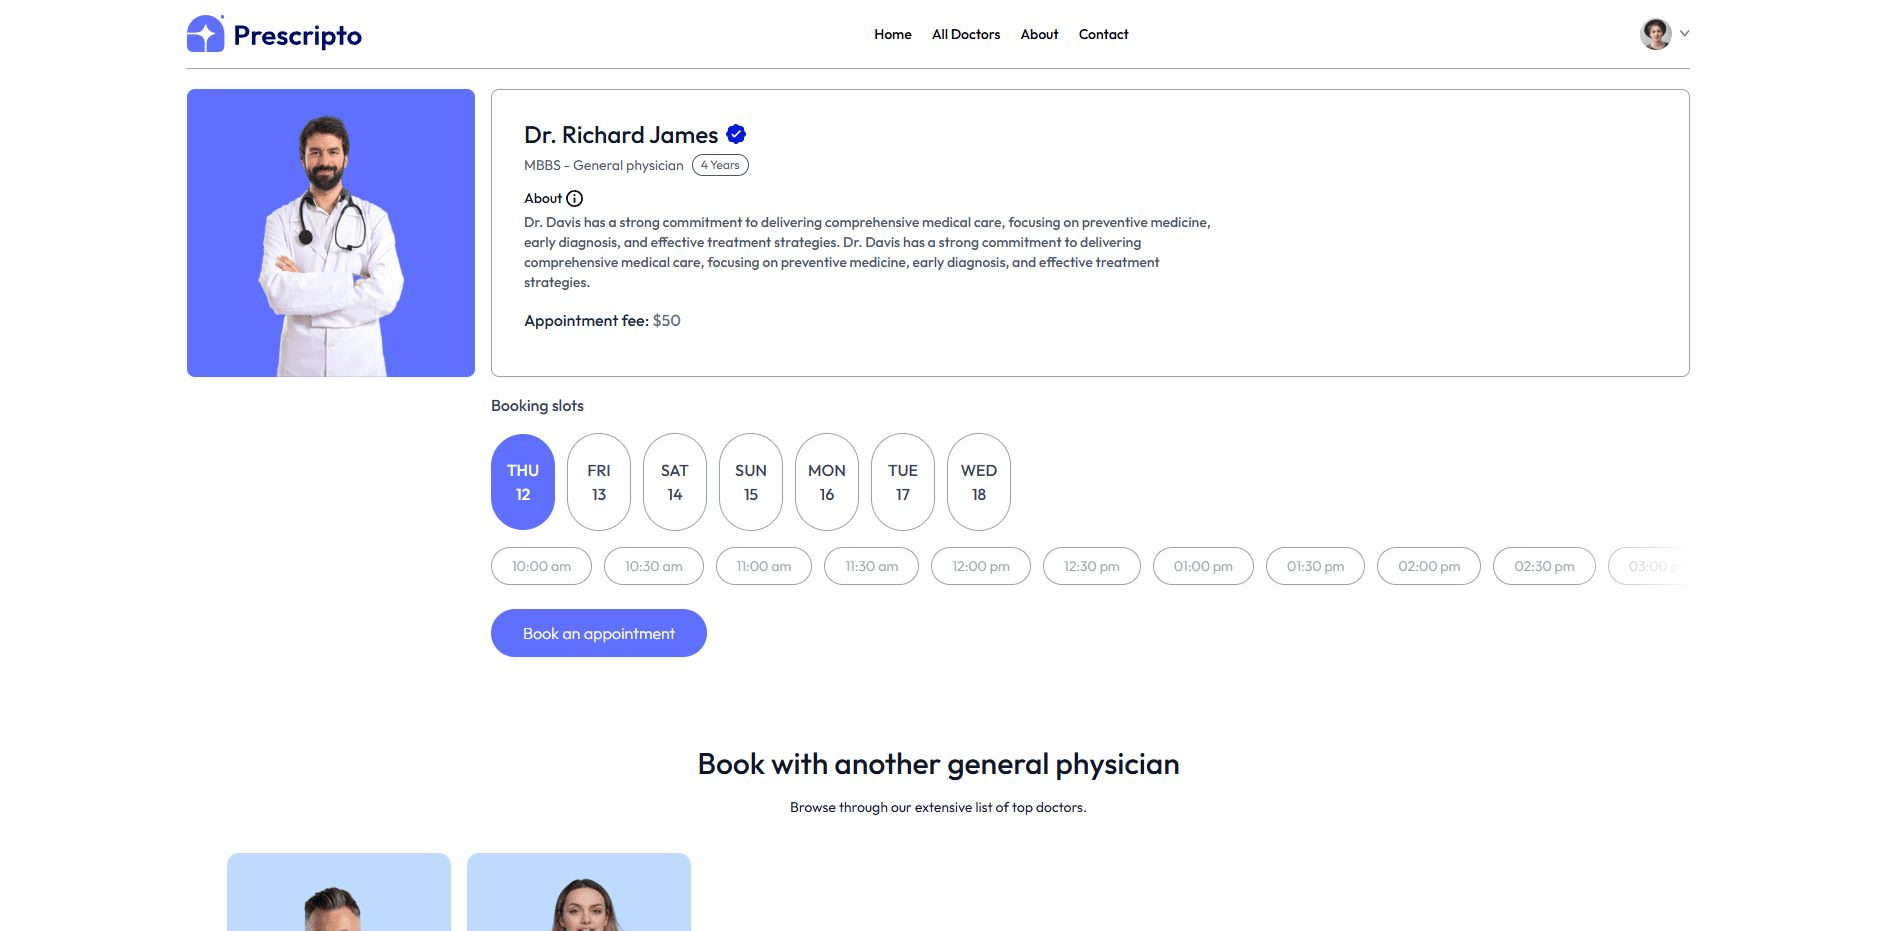 Prescripto
Home All Doctors About Contact
Dr. Richard James
MBBS - General physician 4 Years
About
Dr. Davis has a strong commitment to delivering comprehensive medical care, focusing on preventive medicine,
early diagnosis, and effective treatment strategies. Dr. Davis has a strong commitment to delivering
comprehensive medical care, focusing on preventive medicine, early diagnosis, and effective treatment
strategies.
Appointment fee: $50
Booking slots
THU FRI SAT SUN MON TUE WED
12 13 14 15 16 17 18
10:00 am 10:30 am 11:00 am 11:30 am 12:00 pm 12:30 pm 01:00 pm 01:30 pm 02:00 pm 02:30 pm 03:00
Book an appointment
Book with another general physician
Browse through our extensive list of top doctors.